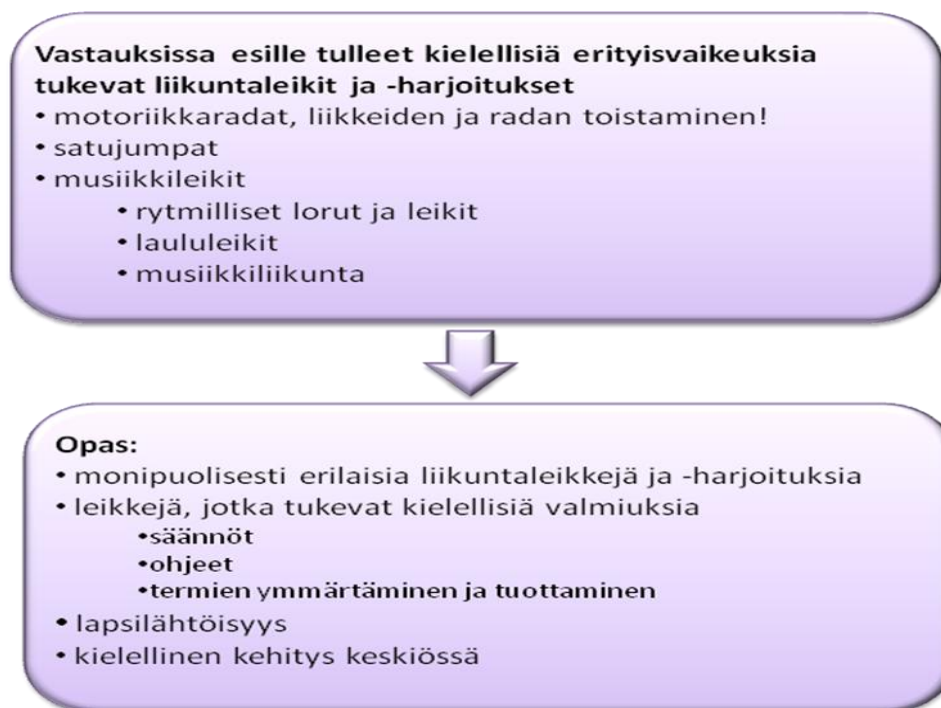 Vastauksissa esille tulleet kielellisiä erityisvaikeuksia
tukevat liikuntaleikit ja -harjoitukset
• motoriikkaradat, liikkeiden ja radan toistaminen!
• satujumpat
• musiikkileikit
• rytmilliset lorut ja leikit
• laululeikit
• musiikkiliikunta
Opas:
• monipuolisesti erilaisia liikuntaleikkejä ja -harjoituksia
• leikkejä, jotka tukevat kielellisiä valmiuksia
•säännöt
•ohjeet
•termien ymmärtäminen ja tuottaminen
• lapsilähtöisyys
• kielellinen kehitys keskiössä